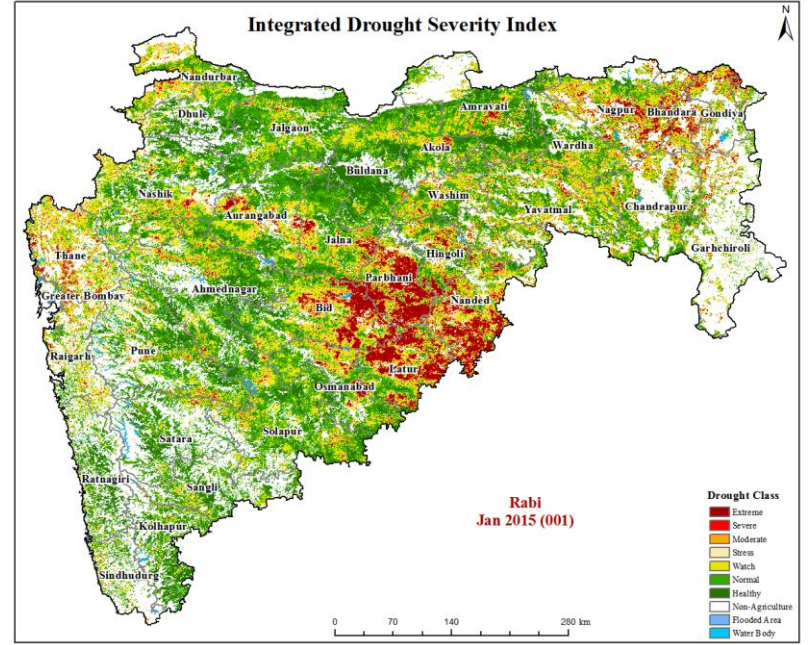 Integrated Drought Severity Index
N
Nandurbar
Dhule
Jalgaon
Amravati
Nagpur
Bhandara
Gondiya
Akola
Wardha
Buldana
Nashik
Washim
Aurangabad
Yavatmal
Chandrapur
Jalna
Hingoli
Garhchiroli
Thane
Parbhani
Greater Bombay
Ahmednagar
Bid
Nanded
Raigarh
Pune
Latur
Osmanabad
Satara
Solapur
Ratnagiri
Sangli
Kolhapur
Sindhudurg
Rabi
Jan 2015 (001)
Drought Class
Extreme
Severe
Moderate
Stress
Watch
Normal
Healthy
Non-Agriculture
Flooded Area
Water Body
0 70 140 280 km